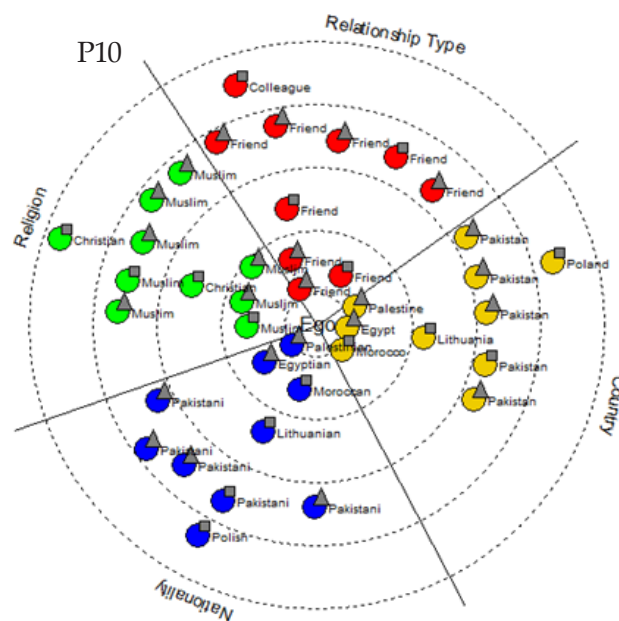 P10
Relationship Type
Religion
Country
Nationality
Ego
Colleague
Friend
Friend
Friend
Friend
Friend
Friend
Friend
Friend
Friend
Muslim
Muslim
Muslim
Christian
Muslim
Muslim
Muslim
Christian
Muslim
Muslim
Pakistan
Poland
Pakistan
Pakistan
Palestine
Egypt
Lithuania
Morocco
Pakistan
Pakistan
Palestinian
Egyptian
Moroccan
Pakistani
Lithuanian
Pakistani
Pakistani
Pakistani
Pakistani
Polish